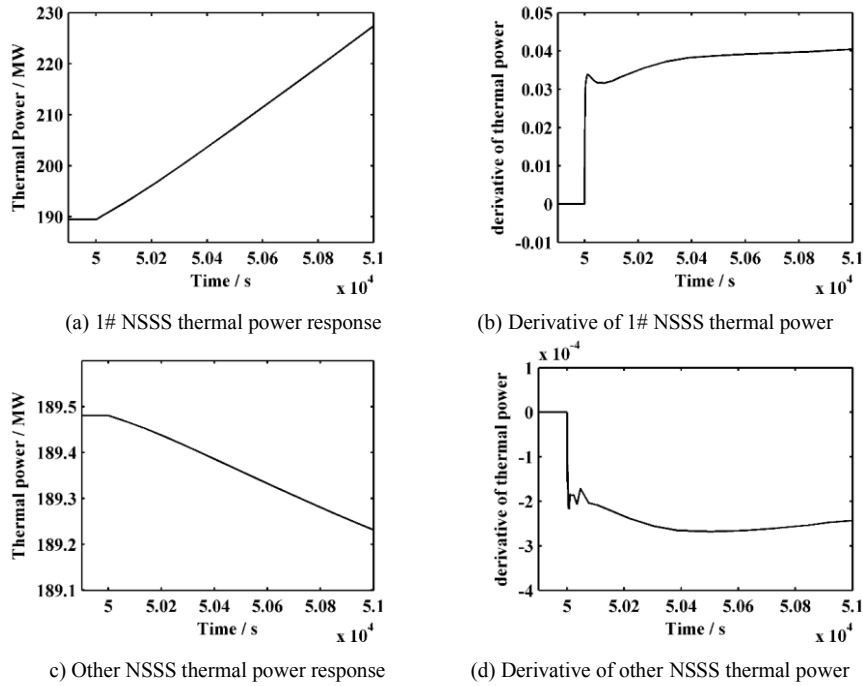 230
220
210
200
190
Thermal Power / MW
5 5.02 5.04 5.06 5.08 5.1
Time / s
x 10^4
(a) 1# NSSS thermal power response
0.05
0.04
0.03
0.02
0.01
0
-0.01
derivative of thermal power
5 5.02 5.04 5.06 5.08 5.1
Time / s
x 10^4
(b) Derivative of 1# NSSS thermal power
189.5
189.4
189.3
189.2
189.1
Thermal power / MW
5 5.02 5.04 5.06 5.08 5.1
Time / s
x 10^4
c) Other NSSS thermal power response
x 10^-4
1
0
-1
-2
-3
-4
derivative of thermal power
5 5.02 5.04 5.06 5.08 5.1
Time / s
x 10^4
(d) Derivative of other NSSS thermal power